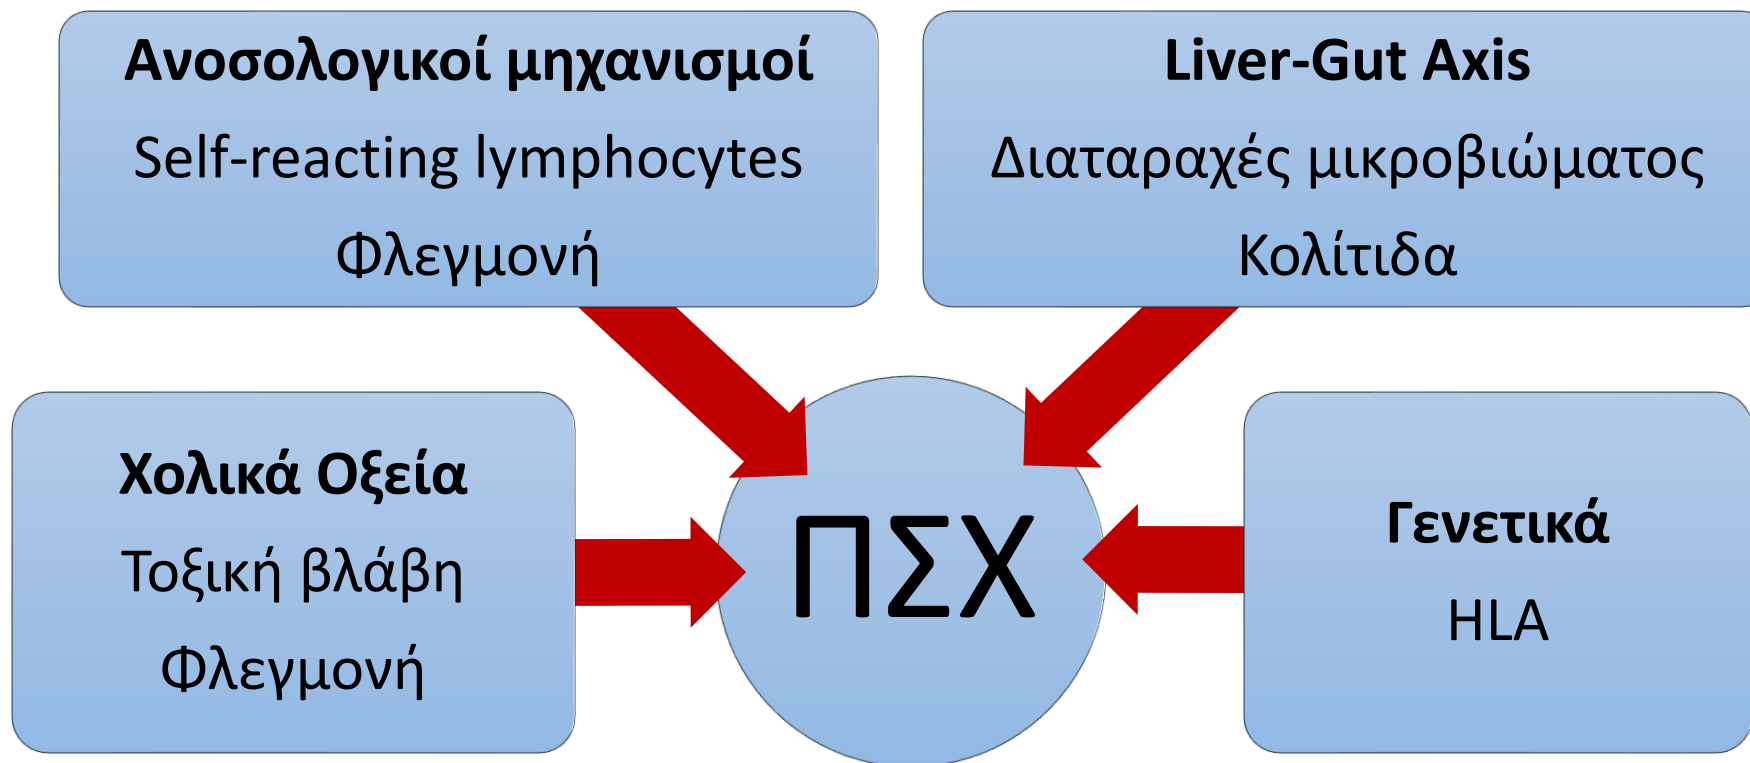 Ανοσολογικοί μηχανισμοί
Self-reacting lymphocytes
Φλεγμονή
Liver-Gut Axis
Διαταραχές μικροβιώματος
Κολίτιδα
Χολικά Οξεία
Τοξική βλάβη
Φλεγμονή
ΠΣΧ
Γενετικά
HLA